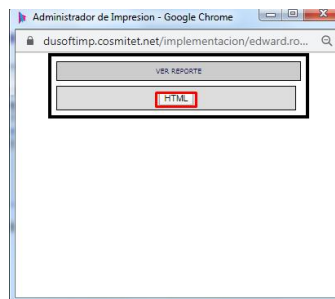 Administrador de Impresion - Google Chrome
dusoftimp.cosmitet.net/implementacion/edward.ro...
VER REPORTE
HTML